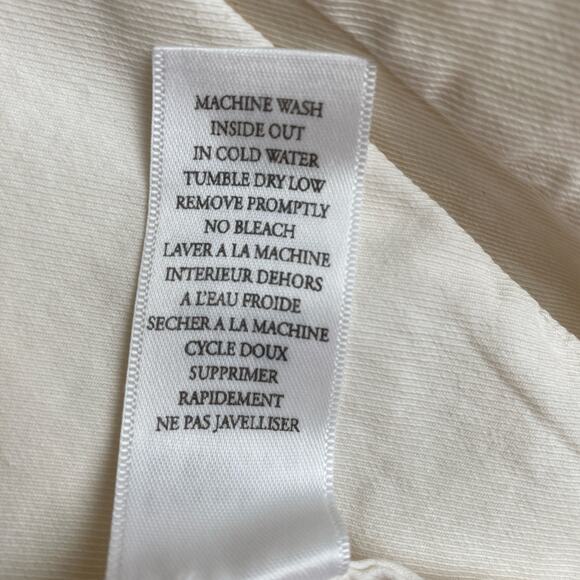 MACHINE WASH
INSIDE OUT
IN COLD WATER
TUMBLE DRY LOW
REMOVE PROMPTLY
NO BLEACH
LAVER A LA MACHINE
INTERIEUR DEHORS
A L'EAU FROIDE
SECHER A LA MACHINE
CYCLE DOUX
SUPPRIMER
RAPIDEMENT
NE PAS JAVELLISER